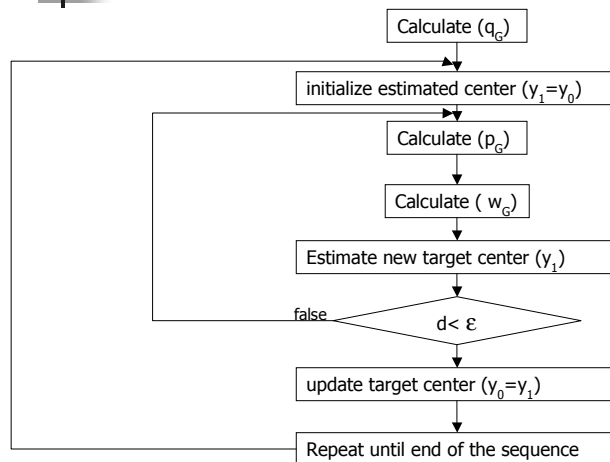 Calculate (q_G)
initialize estimated center (y_1=y_0)
Calculate (p_G)
Calculate ( w_G)
Estimate new target center (y_1)
false
d< ε
update target center (y_0=y_1)
Repeat until end of the sequence